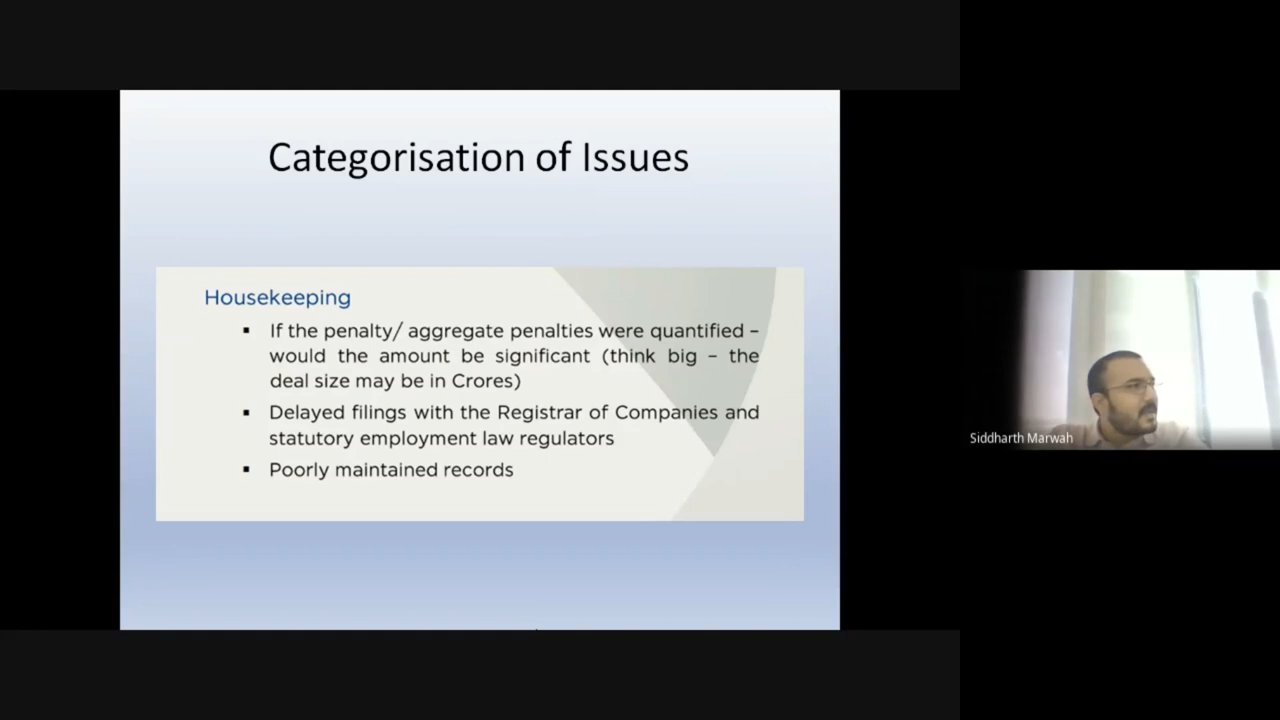 Categorisation of Issues
Housekeeping
▪ If the penalty/ aggregate penalties were quantified –
would the amount be significant (think big – the
deal size may be in Crores)
▪ Delayed filings with the Registrar of Companies and
statutory employment law regulators
▪ Poorly maintained records
Siddharth Marwah